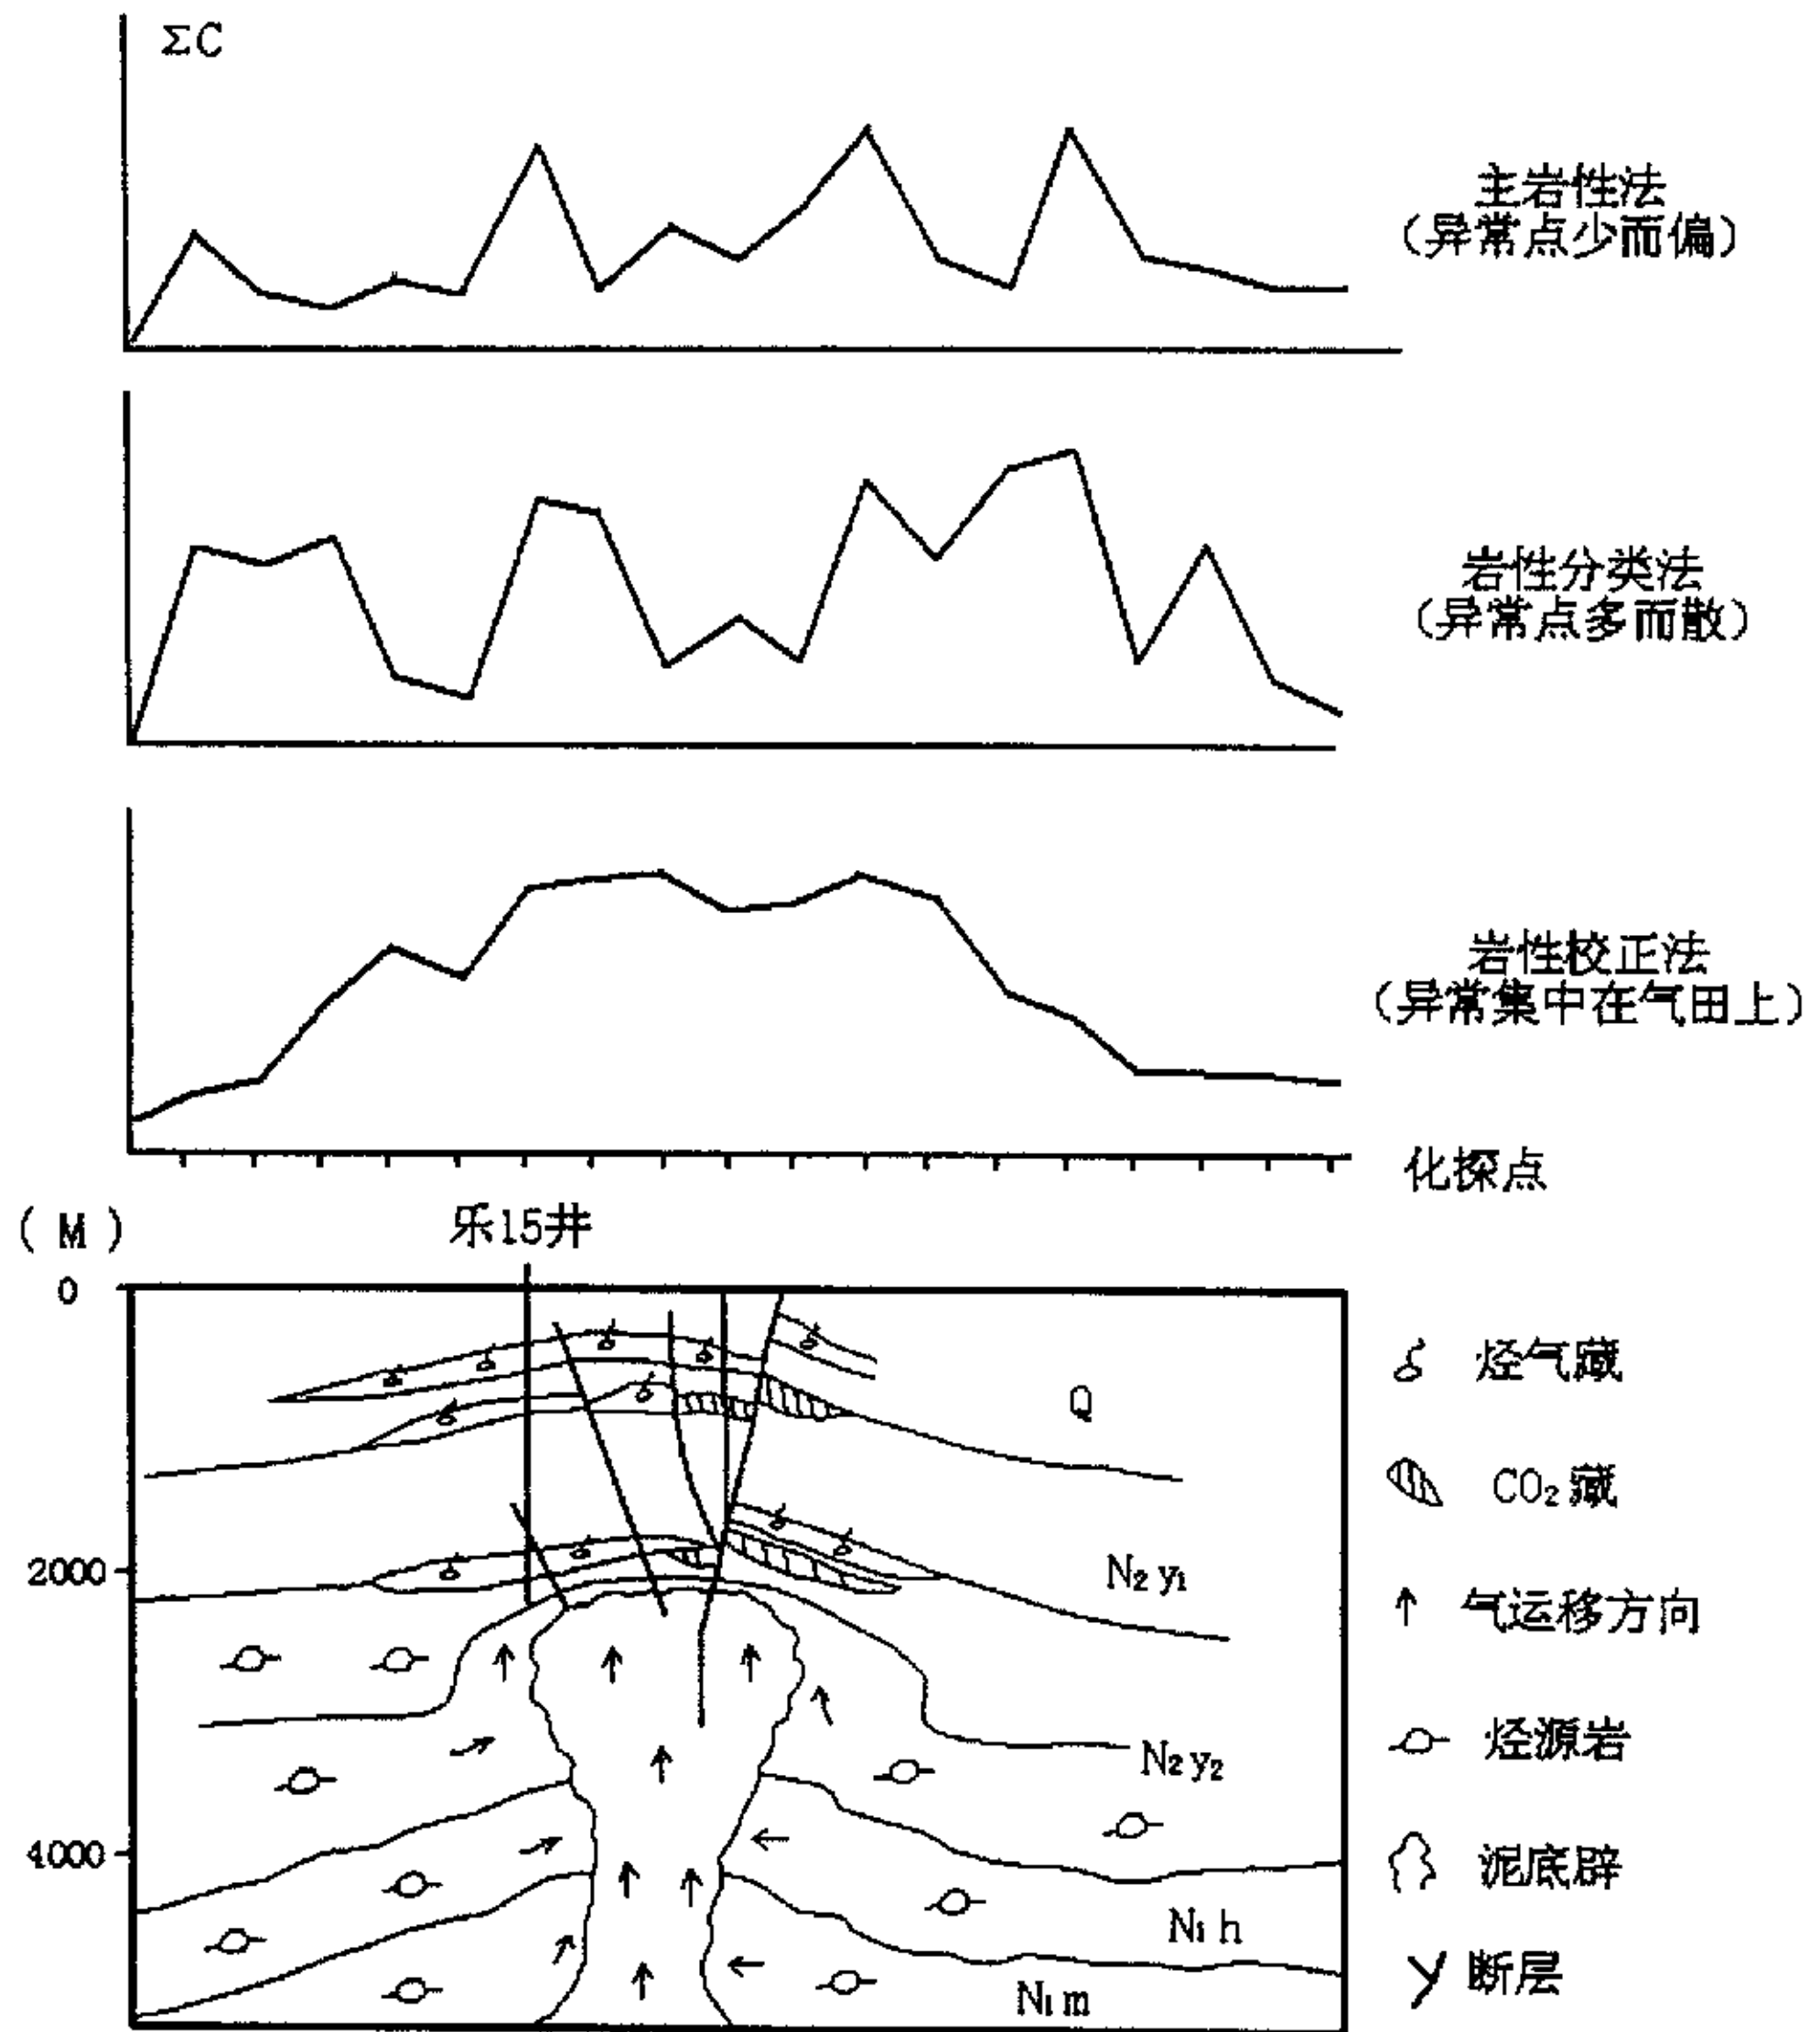 ΣC
主岩性法
（异常点少而偏）
岩性分类法
（异常点多而散）
岩性校正法
（异常集中在气田上）
化探点
（M）
乐15井
0
2000
4000
Q
N₂y₁
N₂y₂
N₁h
N₁m
烃气藏
CO₂藏
气运移方向
烃源岩
泥底辟
断层